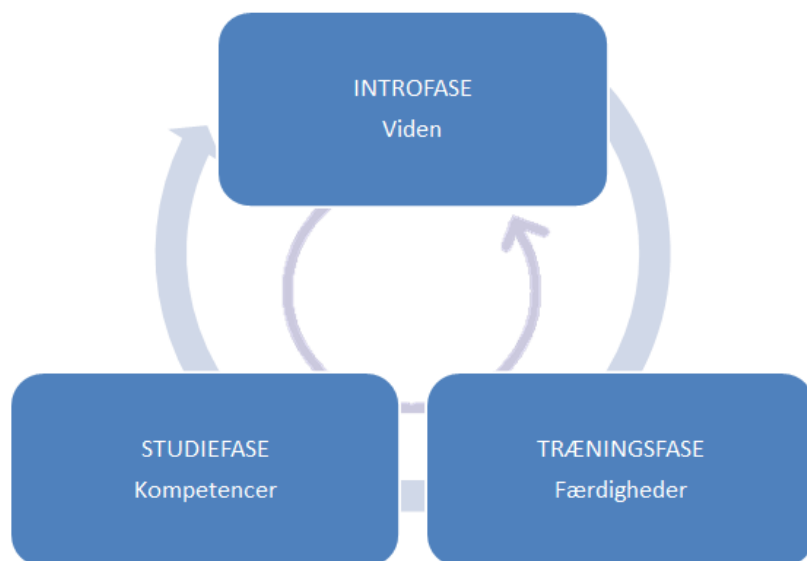 INTROFASE
Viden
STUDIEFASE
Kompetencer
TRÆNINGSFASE
Færdigheder